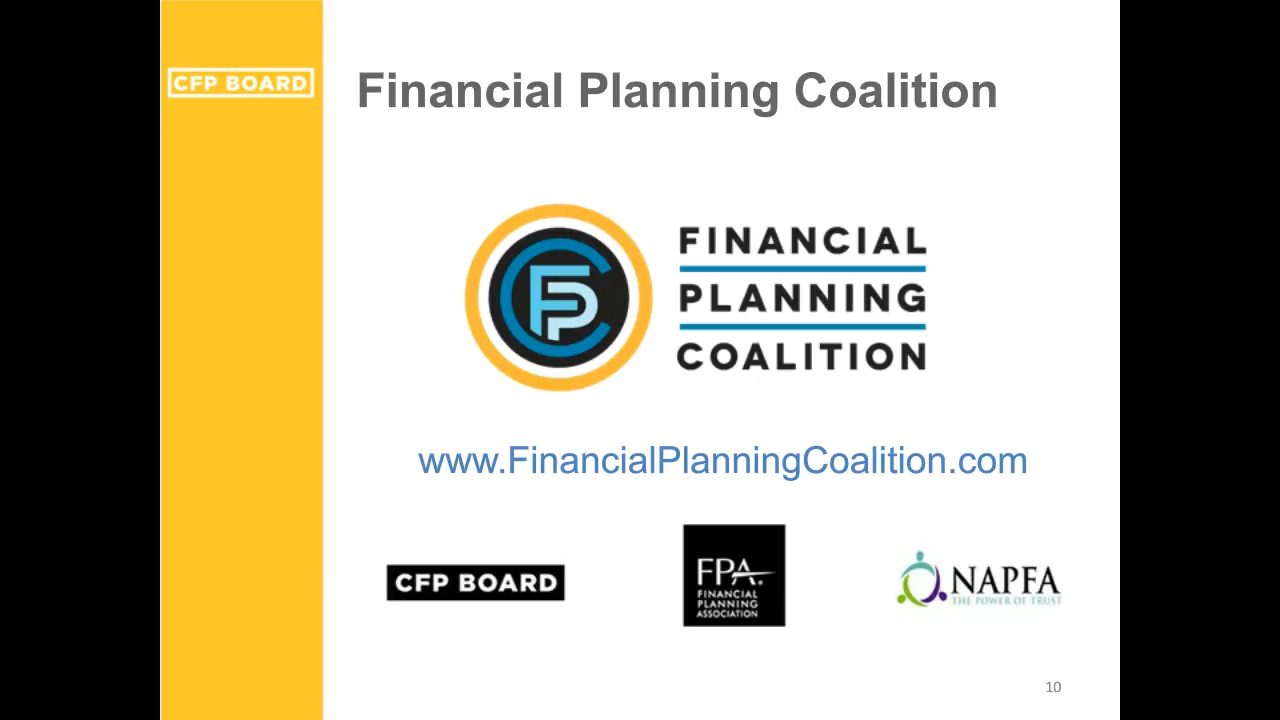 CFP BOARD
Financial Planning Coalition
FPC
FINANCIAL
PLANNING
COALITION
www.FinancialPlanningCoalition.com
CFP BOARD
FPA®
FINANCIAL
PLANNING
ASSOCIATION
NAPFA
THE POWER OF TRUST
10